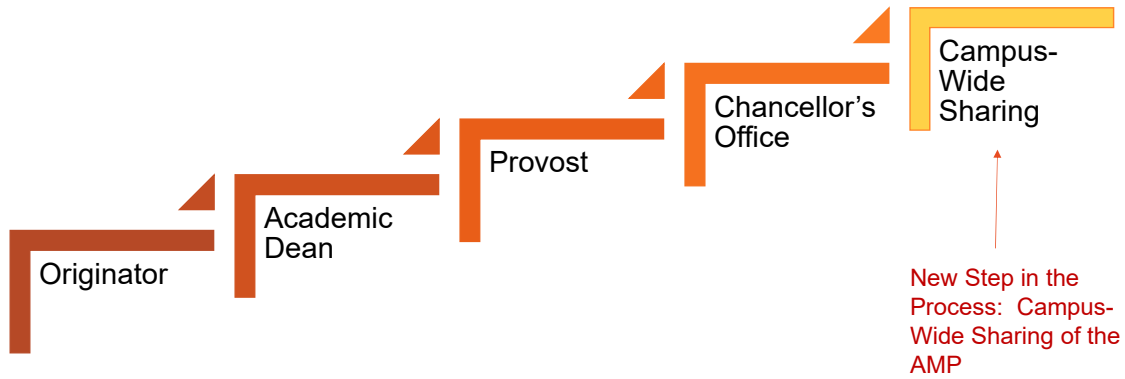 Originator
Academic
Dean
Provost
Chancellor’s
Office
Campus-
Wide
Sharing
New Step in the
Process:  Campus-
Wide Sharing of the
AMP